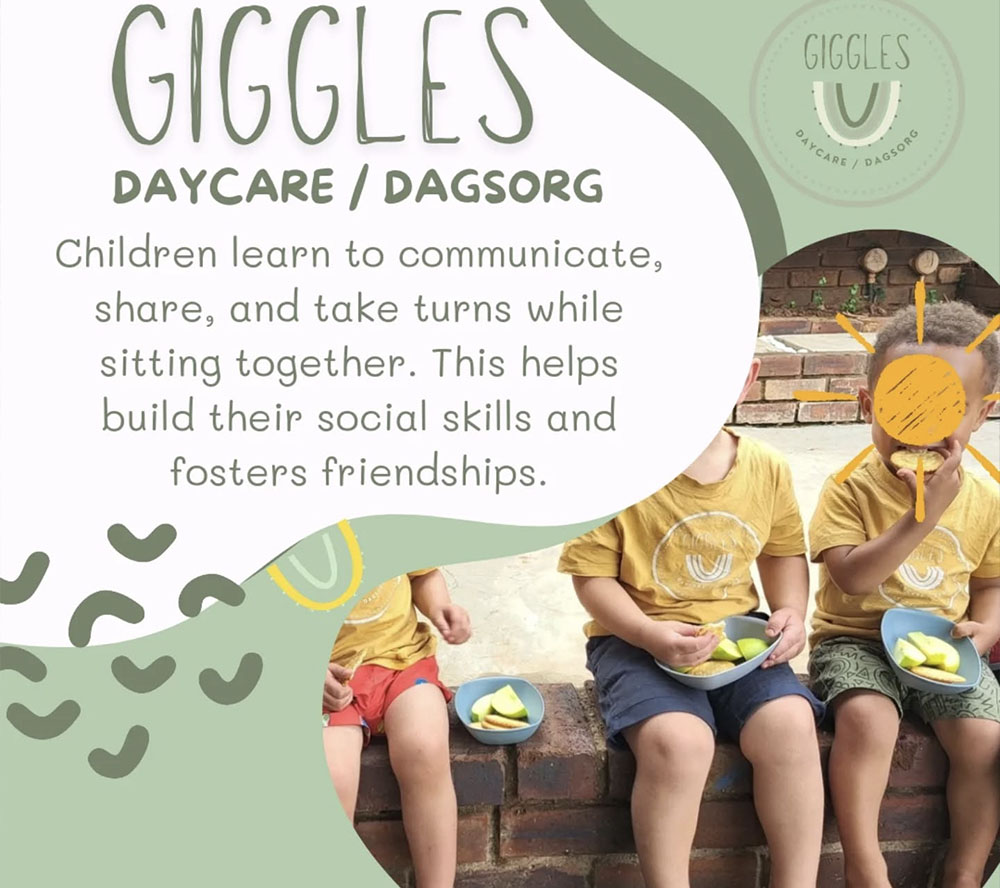 GIGGLES
DAYCARE / DAGSORG
Children learn to communicate,
share, and take turns while
sitting together. This helps
build their social skills and
fosters friendships.
GIGGLES
DAYCARE / DAGSORG
GIGGLES